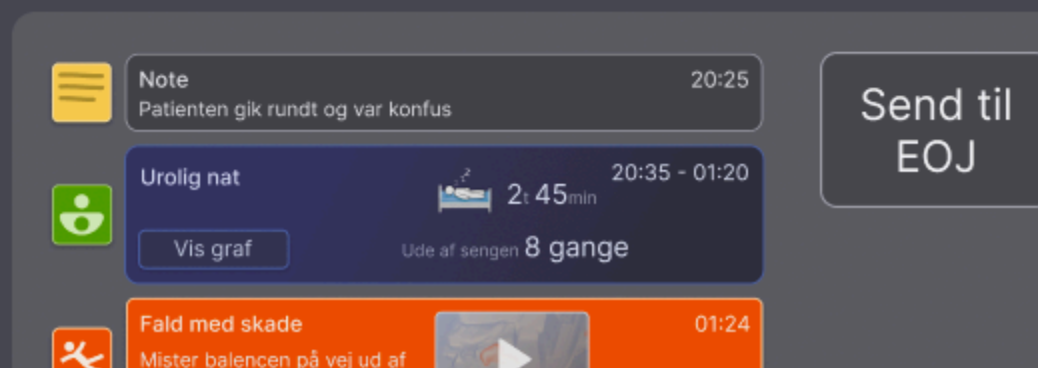 Note
20:25
Patienten gik rundt og var konfus
Send til
EOJ
Urolig nat
20:35 - 01:20
2t 45min
Vis graf
Ude af sengen 8 gange
Fald med skade
01:24
Mister balencen på vej ud af